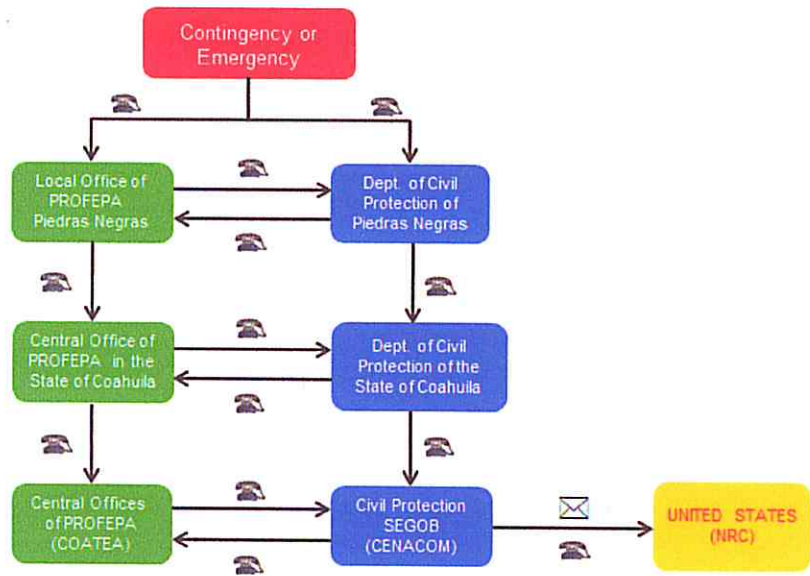 Contingency or
Emergency
Local Office of
PROFEPA
Piedras Negras
Dept. of Civil
Protection of
Piedras Negras
Central Office of
PROFEPA in the
State of Coahuila
Dept. of Civil
Protection of the
State of Coahuila
Central Offices
of PROFEPA
(COATEA)
Civil Protection
SEGOB
(CENACOM)
UNITED STATES
(NRC)